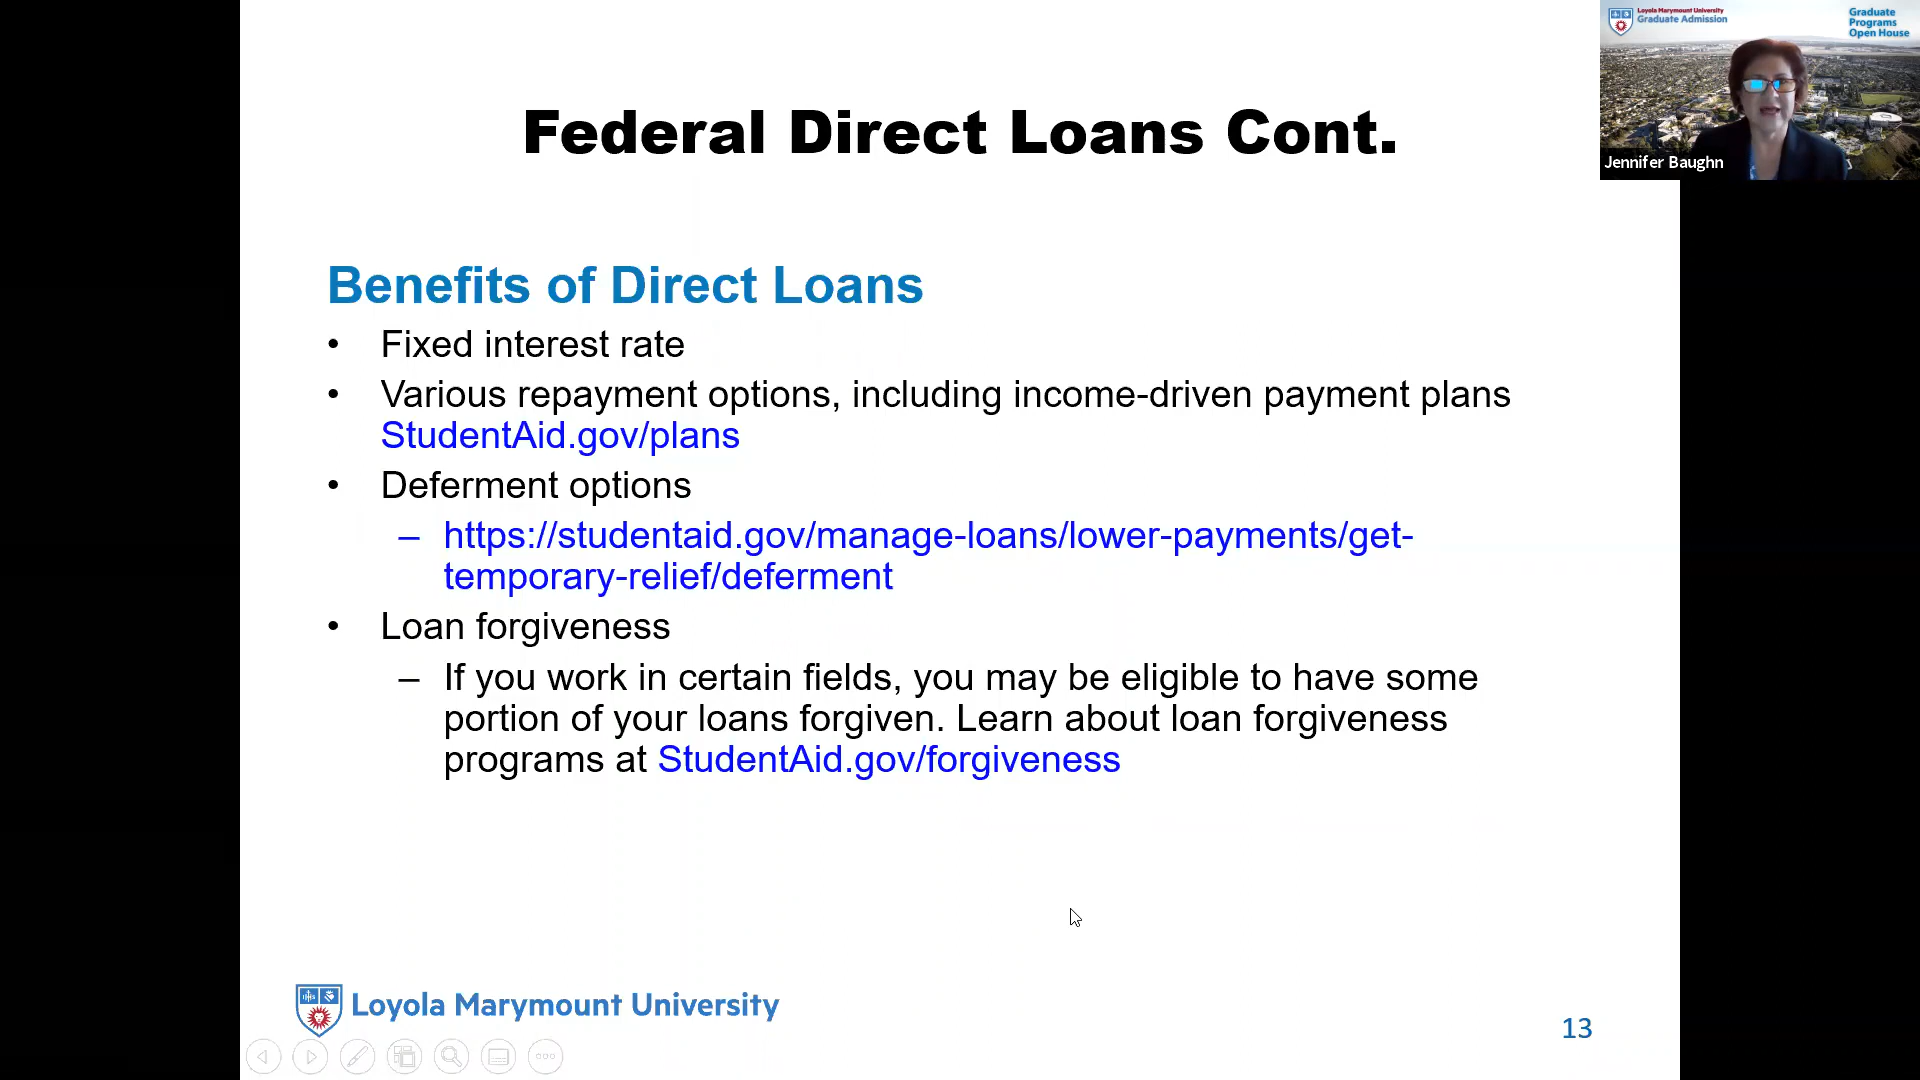 Federal Direct Loans Cont.
Loyola Marymount University
Graduate Admission
Graduate
Programs
Open House
Jennifer Baughn
Benefits of Direct Loans
• Fixed interest rate
• Various repayment options, including income-driven payment plans
StudentAid.gov/plans
• Deferment options
– https://studentaid.gov/manage-loans/lower-payments/get-
temporary-relief/deferment
• Loan forgiveness
– If you work in certain fields, you may be eligible to have some
portion of your loans forgiven. Learn about loan forgiveness
programs at StudentAid.gov/forgiveness
Loyola Marymount University
13